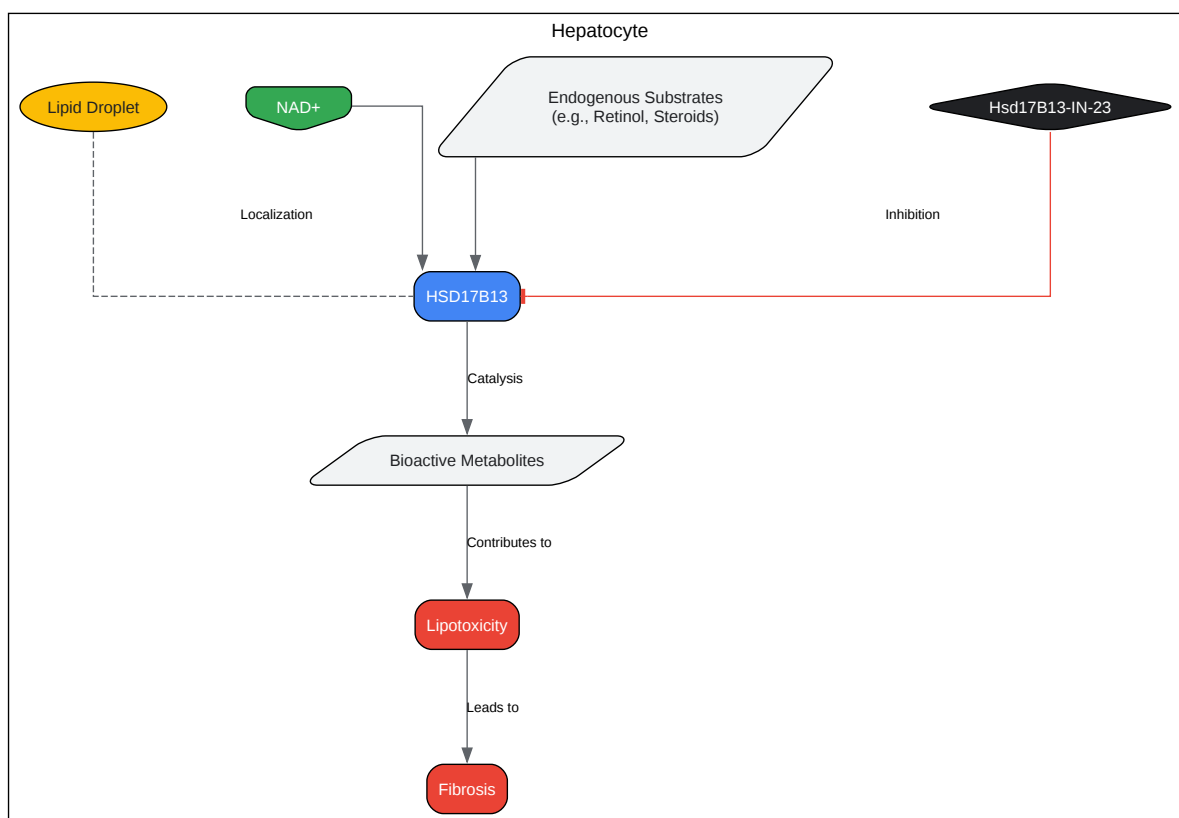 Hepatocyte
Lipid Droplet
NAD+
Endogenous Substrates
(e.g., Retinol, Steroids)
Hsd17B13-IN-23
Localization
Inhibition
HSD17B13
Catalysis
Bioactive Metabolites
Contributes to
Lipotoxicity
Leads to
Fibrosis